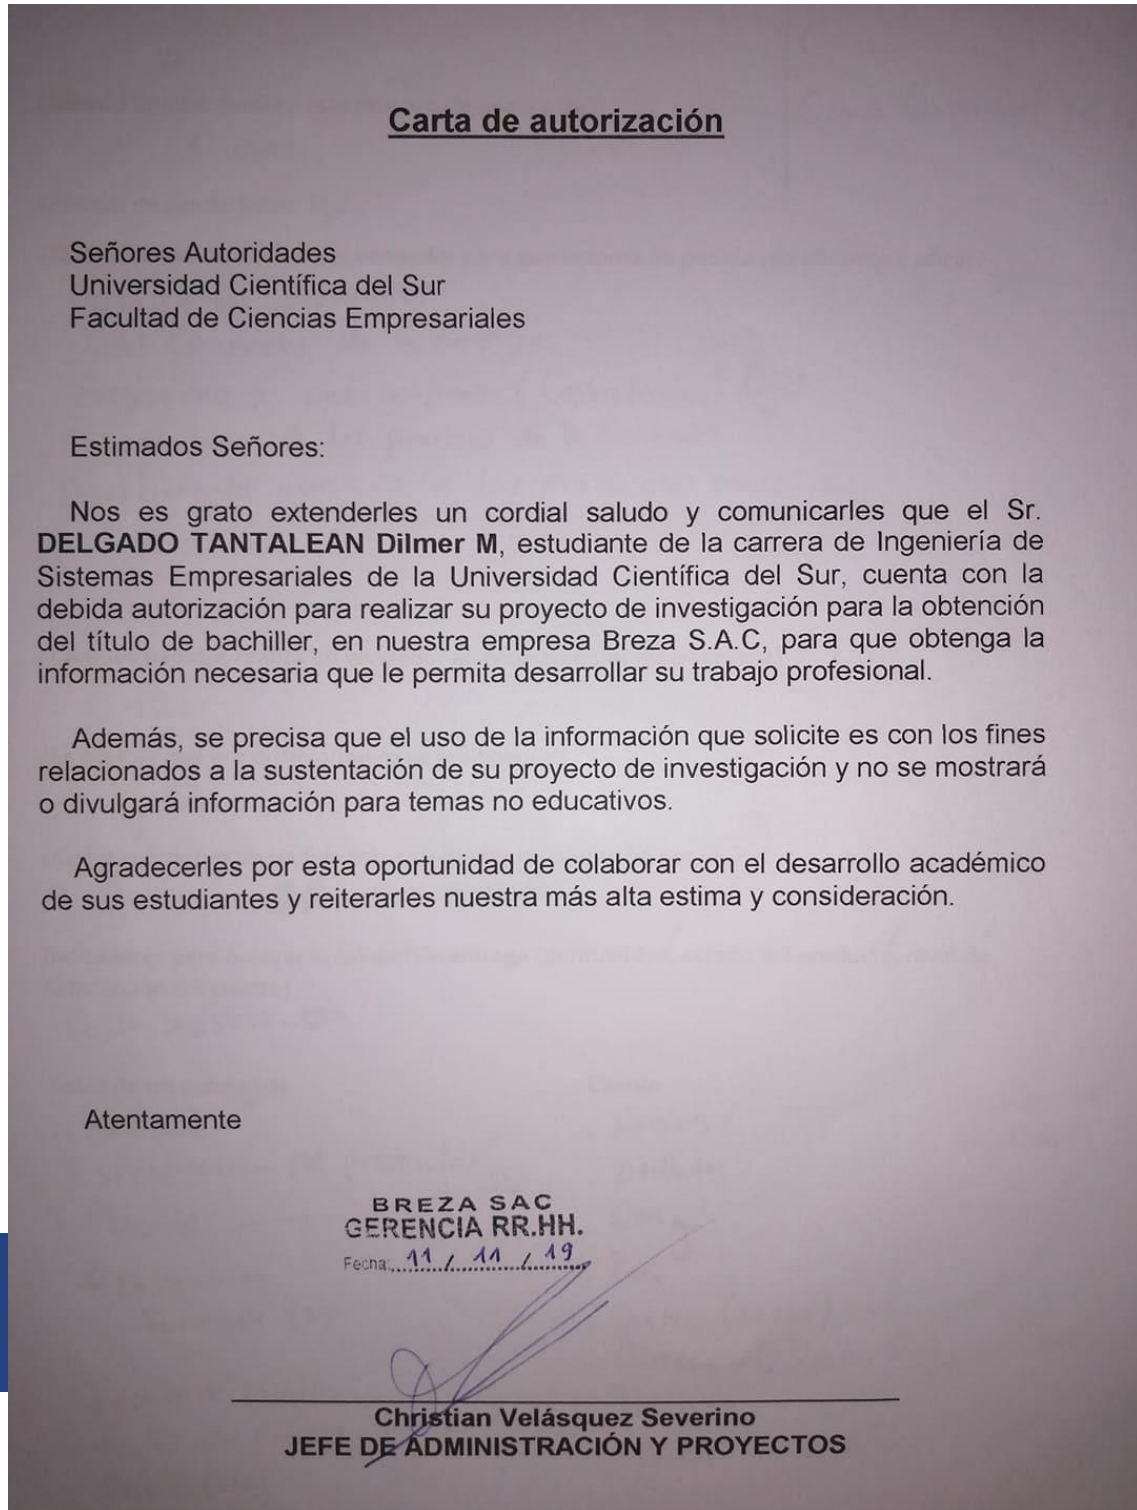 Carta de autorización
Señores Autoridades
Universidad Científica del Sur
Facultad de Ciencias Empresariales
Estimados Señores:
Nos es grato extenderles un cordial saludo y comunicarles que el Sr.
DELGADO TANTALEAN Dilmer M, estudiante de la carrera de Ingeniería de
Sistemas Empresariales de la Universidad Científica del Sur, cuenta con la
debida autorización para realizar su proyecto de investigación para la obtención
del título de bachiller, en nuestra empresa Breza S.A.C, para que obtenga la
información necesaria que le permita desarrollar su trabajo profesional.
Además, se precisa que el uso de la información que solicite es con los fines
relacionados a la sustentación de su proyecto de investigación y no se mostrará
o divulgará información para temas no educativos.
Agradecerles por esta oportunidad de colaborar con el desarrollo académico
de sus estudiantes y reiterarles nuestra más alta estima y consideración.
Atentamente
BREZA SAC
GERENCIA RR.HH.
Fecha: 11 / 11 / 19
Christian Velásquez Severino
JEFE DE ADMINISTRACIÓN Y PROYECTOS